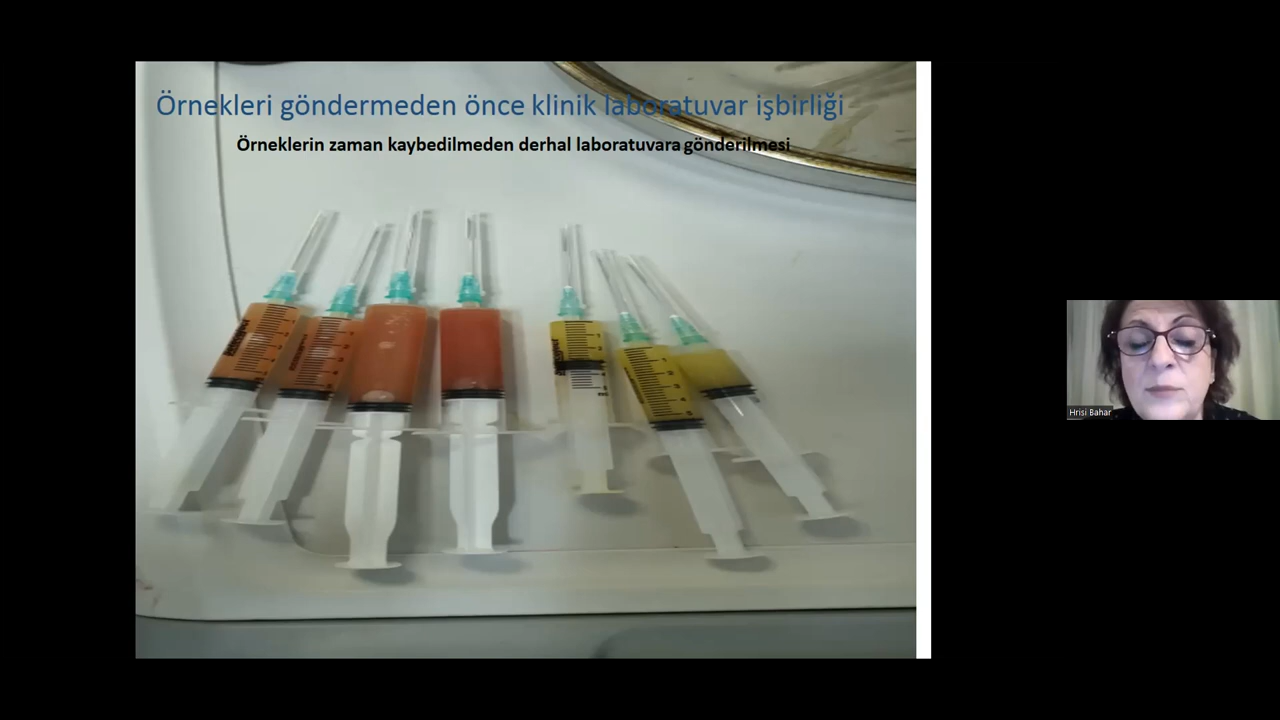 Örnekleri göndermeden önce klinik laboratuvar işbirliği
Örneklerin zaman kaybedilmeden derhal laboratuvara gönderilmesi
Hrisi Bahar